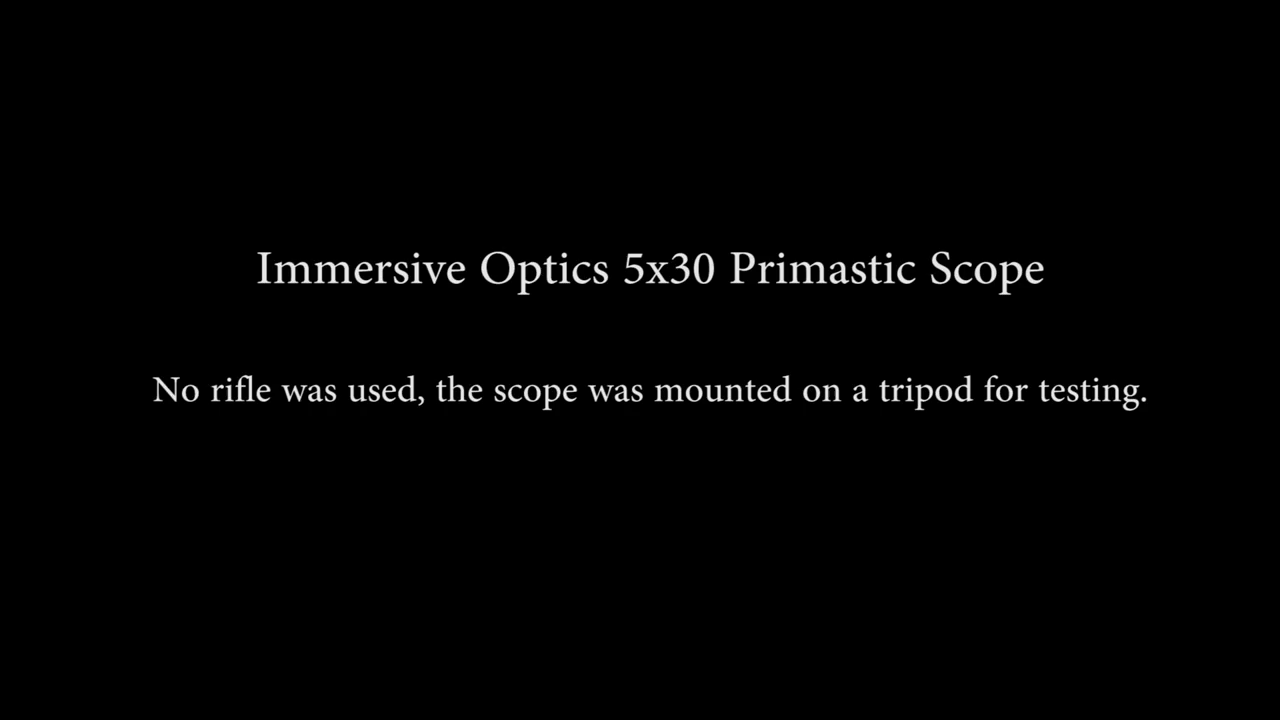 Immersive Optics 5x30 Primastic Scope
No rifle was used, the scope was mounted on a tripod for testing.